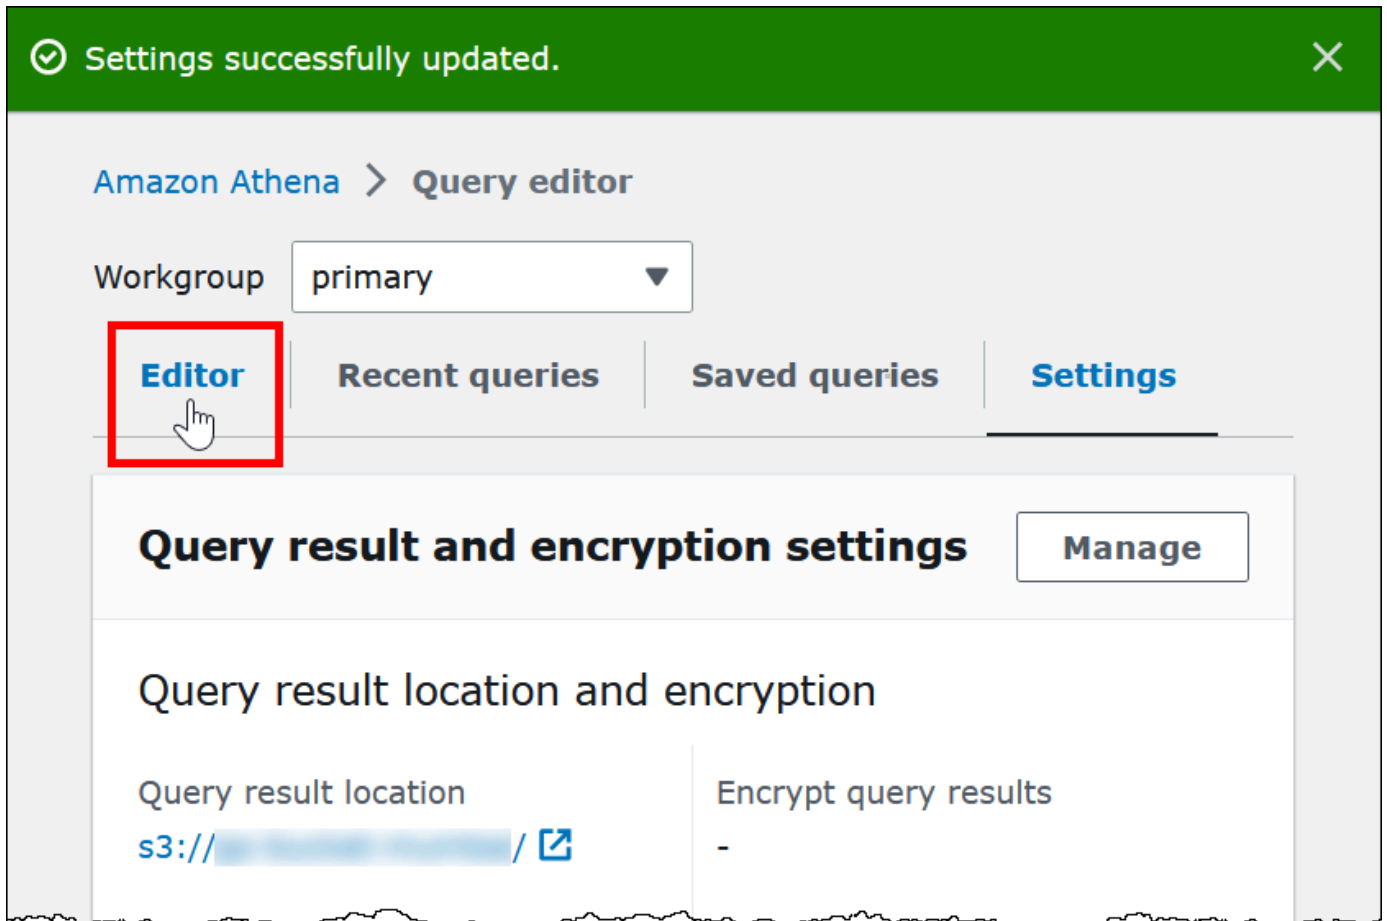 Settings successfully updated.
Amazon Athena > Query editor
Workgroup primary
Editor Recent queries Saved queries Settings
Query result and encryption settings Manage
Query result location and encryption
Query result location Encrypt query results
s3:// / -